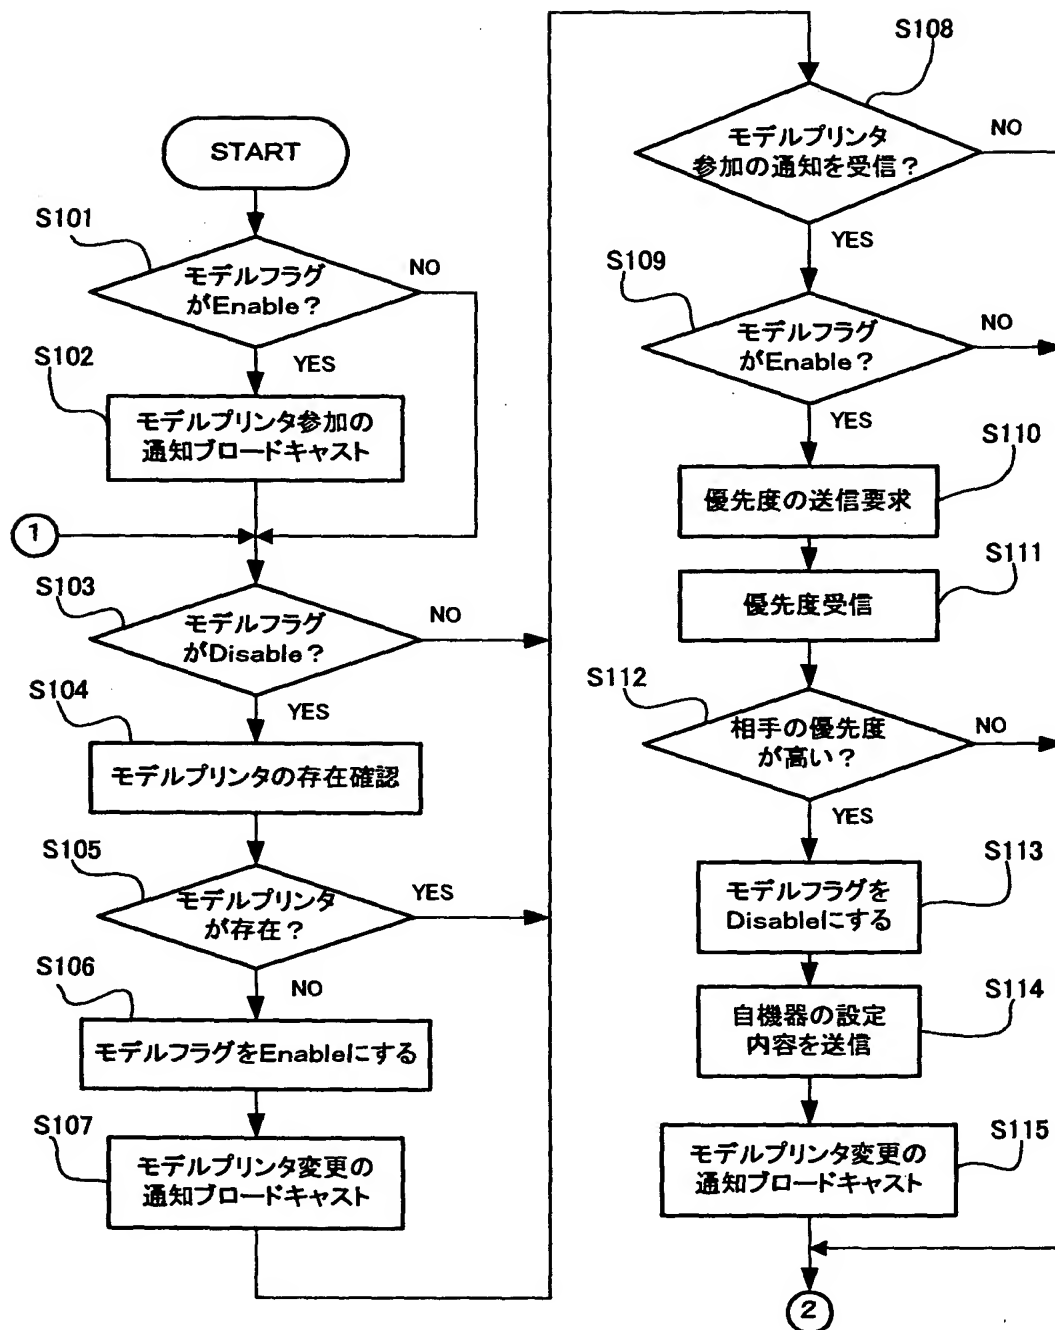 START
S101
モデルフラグ
がEnable?
NO
YES
S102
モデルプリンタ参加の
通知ブロードキャスト
1
S103
モデルフラグ
がDisable?
NO
YES
S104
モデルプリンタの存在確認
S105
モデルプリンタ
が存在?
YES
NO
S106
モデルフラグをEnableにする
S107
モデルプリンタ変更の
通知ブロードキャスト
S108
モデルプリンタ
参加の通知を受信?
NO
YES
S109
モデルフラグ
がEnable?
NO
YES
S110
優先度の送信要求
S111
優先度受信
S112
相手の優先度
が高い?
NO
YES
S113
モデルフラグを
Disableにする
S114
自機器の設定
内容を送信
S115
モデルプリンタ変更の
通知ブロードキャスト
2